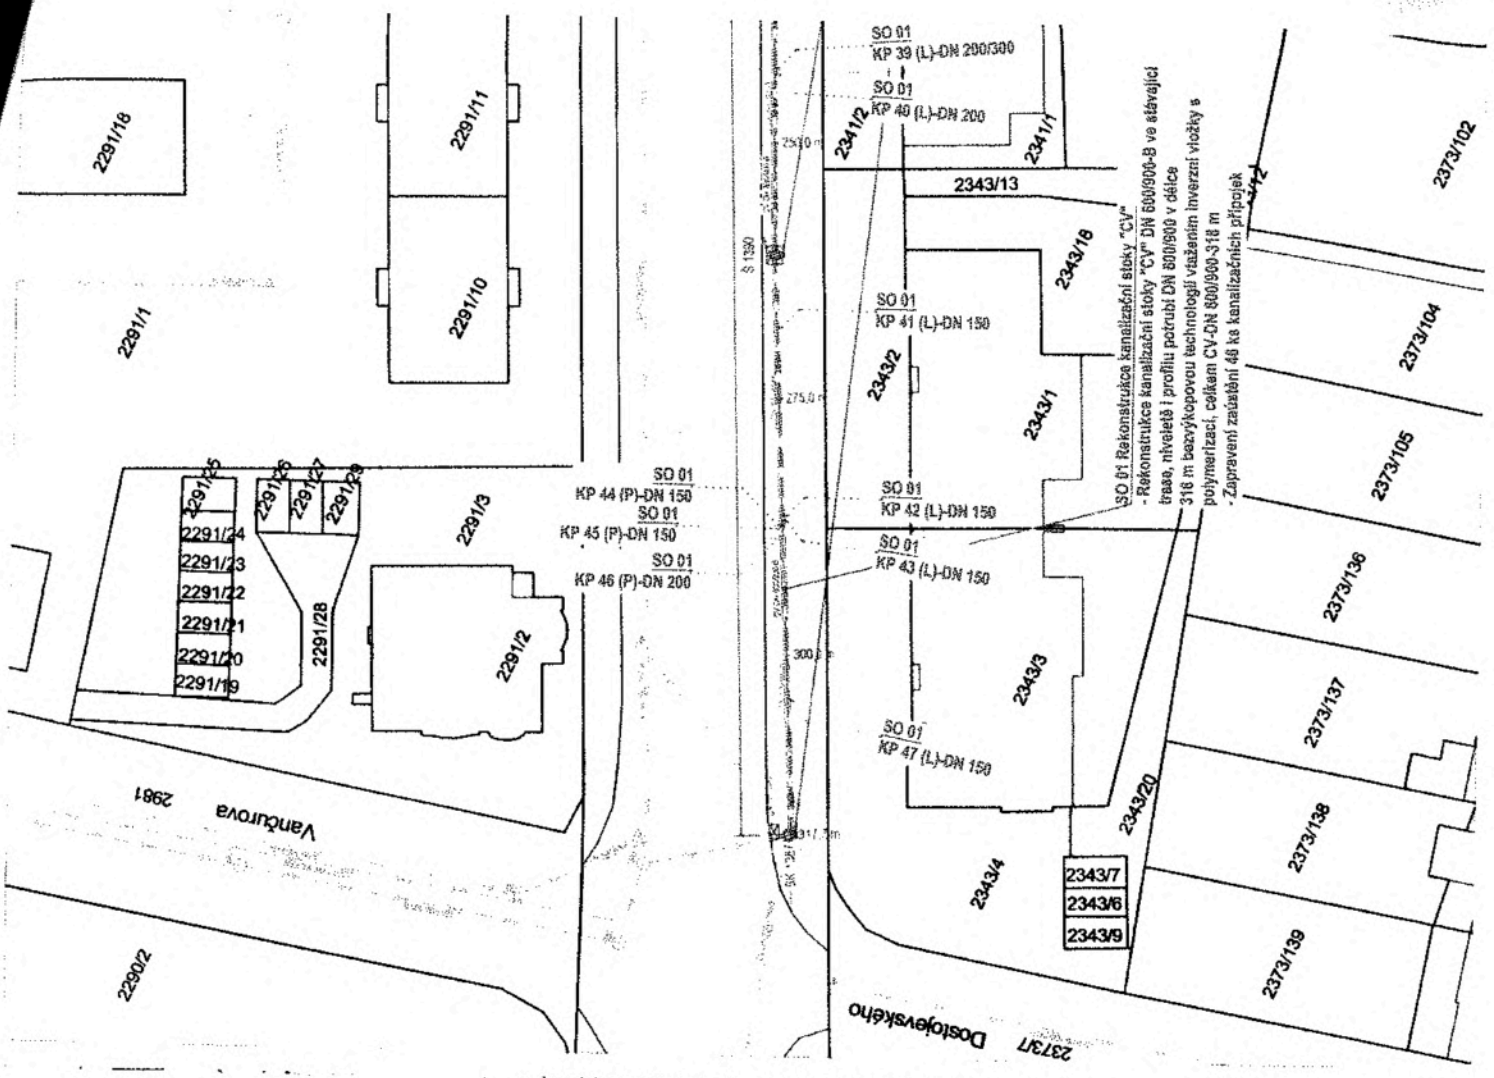 SO 01
KP 39 (L)-DN 200/300
SO 01
KP 40 (L)-DN 200
2291/18
2291/11
2341/2
2341/1
250,0 m
2343/13
2373/102
2291/1
2291/10
S 1390
2343/18
SO 01
KP 41 (L)-DN 150
2343/2
275,0 m
2343/1
2373/104
SO 01 Rekonstrukce kanalizační stoky "CV"
- Rekonstrukce kanalizační stoky "CV" DN 600/900-B ve stávající
trase, niveletě i profilu potrubí DN 600/900 v délce
318 m bezvýkopovou technologií vtažením inverzní vložky s
polymerizací, celkem CV-DN 600/900-318 m
- Zapravení zaústění 46 ks kanalizačních přípojek
2291/25
2291/26
2291/27
2291/29
2291/24
2291/23
2291/22
2291/21
2291/20
2291/19
2291/28
2291/3
2291/2
SO 01
KP 44 (P)-DN 150
SO 01
KP 45 (P)-DN 150
SO 01
KP 46 (P)-DN 200
SO 01
KP 42 (L)-DN 150
SO 01
KP 43 (L)-DN 150
2373/105
2373/136
2343/3
2373/137
SO 01
KP 47 (L)-DN 150
2343/20
2373/138
2981
Vančurova
2343/4
2343/7
2343/6
2343/9
2373/139
2290/2
Dostojevského
2373/7